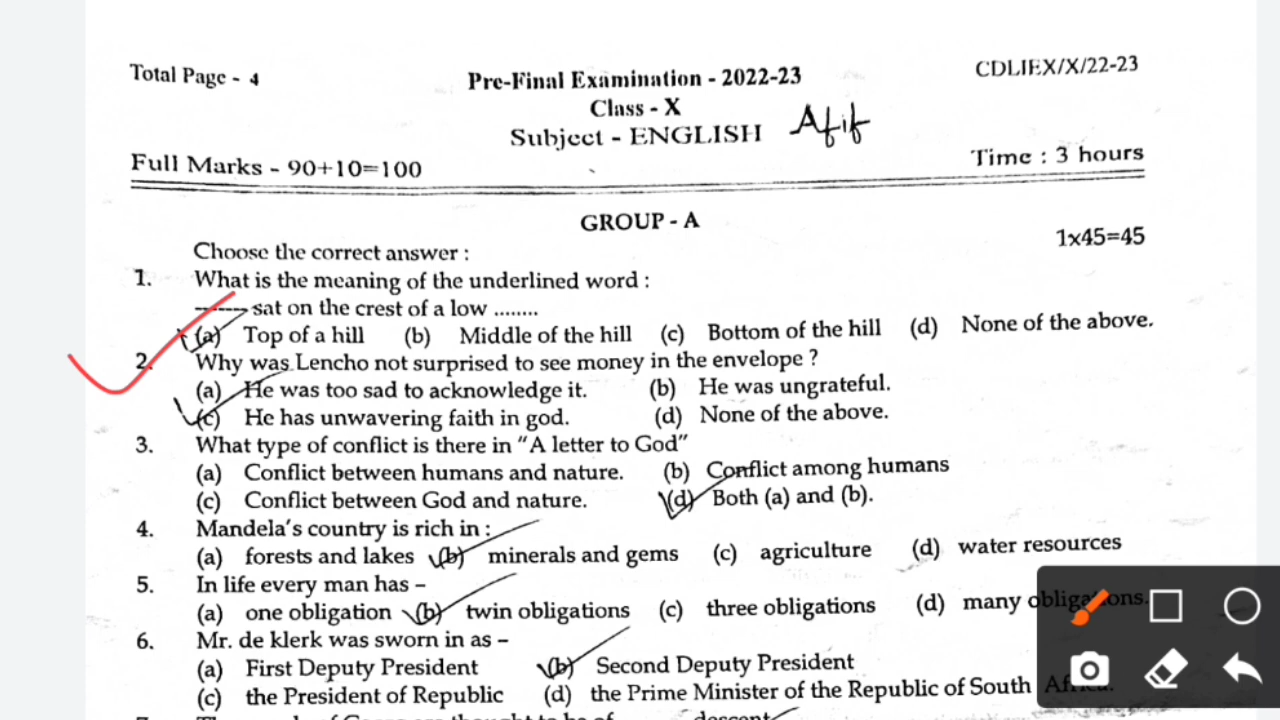 Total Page - 4
Pre-Final Examination - 2022-23
CDLIEX/X/22-23
Class - X
Subject - ENGLISH Afif
Full Marks - 90+10=100
Time : 3 hours
GROUP - A
Choose the correct answer :
1x45=45
1. What is the meaning of the underlined word :
------- sat on the crest of a low ........
(a) Top of a hill (b) Middle of the hill (c) Bottom of the hill (d) None of the above.
2. Why was Lencho not surprised to see money in the envelope ?
(a) He was too sad to acknowledge it. (b) He was ungrateful.
(c) He has unwavering faith in god. (d) None of the above.
3. What type of conflict is there in "A letter to God"
(a) Conflict between humans and nature. (b) Conflict among humans
(c) Conflict between God and nature. (d) Both (a) and (b).
4. Mandela's country is rich in :
(a) forests and lakes (b) minerals and gems (c) agriculture (d) water resources
5. In life every man has –
(a) one obligation (b) twin obligations (c) three obligations (d) many obligations.
6. Mr. de klerk was sworn in as –
(a) First Deputy President (b) Second Deputy President
(c) the President of Republic (d) the Prime Minister of the Republic of South Africa.